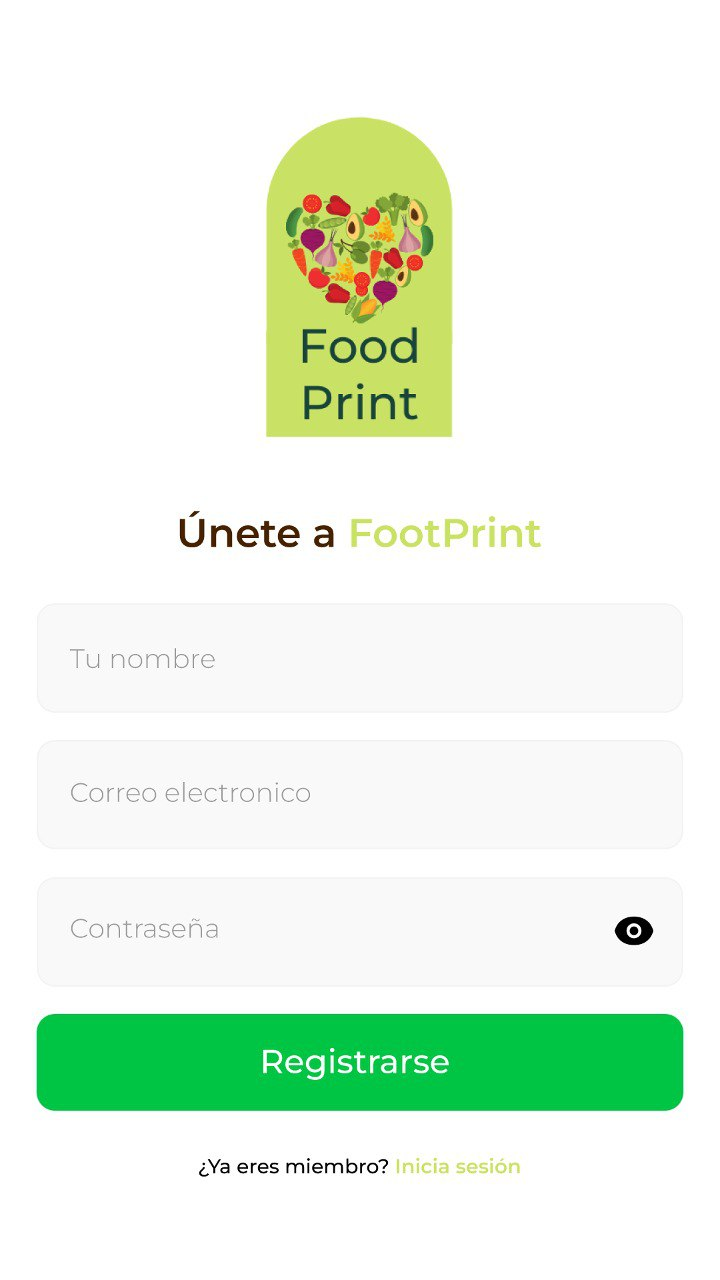 Food
Print
Únete a FootPrint
Tu nombre
Correo electronico
Contraseña
Registrarse
¿Ya eres miembro? Inicia sesión